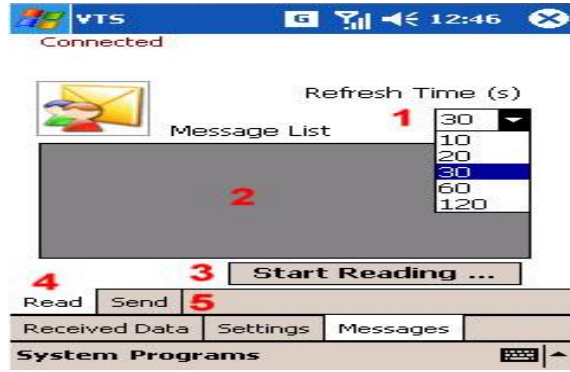 VTS G 12:46
Connected
Refresh Time (s)
1 30
Message List
10
20
30
60
120
2
3 Start Reading ...
4
Read Send 5
Received Data Settings Messages
System Programs